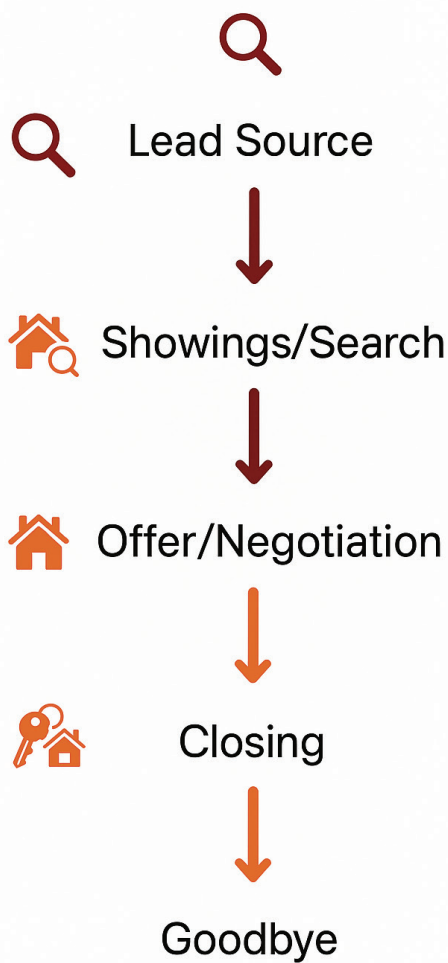 Lead Source
Showings/Search
Offer/Negotiation
Closing
Goodbye